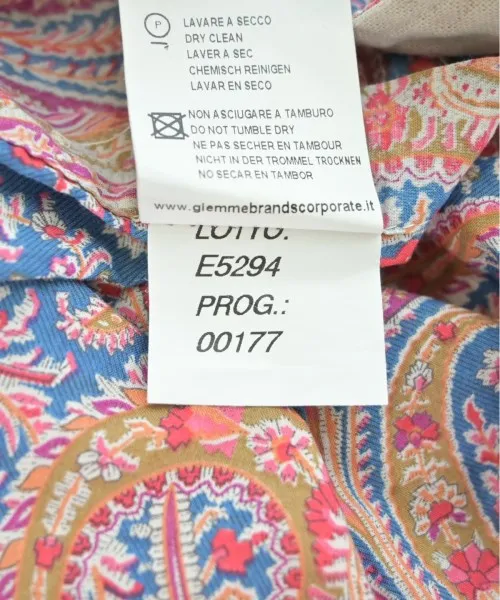 P
LAVARE A SECCO
DRY CLEAN
LAVER A SEC
CHEMISCH REINIGEN
LAVAR EN SECO
NON ASCIUGARE A TAMBURO
DO NOT TUMBLE DRY
NE PAS SECHER EN TAMBOUR
NICHT IN DER TROMMEL TROCKNEN
NO SECAR EN TAMBOR
www.glemmebrandscorporate.it
LOTTO:
E5294
PROG.:
00177